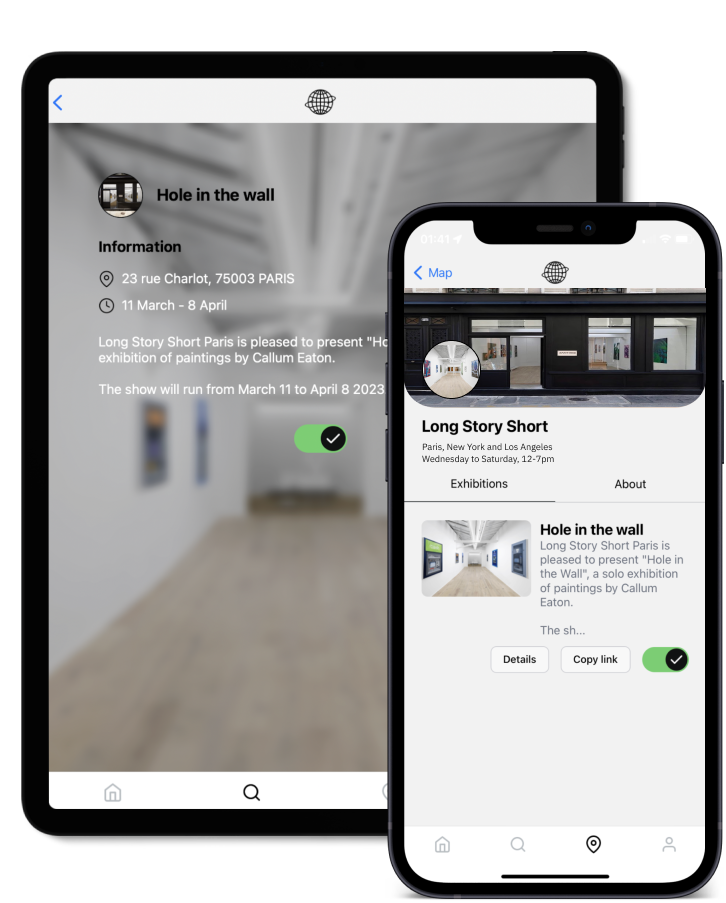 Hole in the wall
Information
23 rue Charlot, 75003 PARIS
11 March - 8 April
Long Story Short Paris is pleased to present "Ho
exhibition of paintings by Callum Eaton.
The show will run from March 11 to April 8 2023
01:41
Map
Long Story Short
Paris, New York and Los Angeles
Wednesday to Saturday, 12-7pm
Exhibitions
About
Hole in the wall
Long Story Short Paris is
pleased to present "Hole in
the Wall", a solo exhibition
of paintings by Callum
Eaton.
The sh...
Details
Copy link